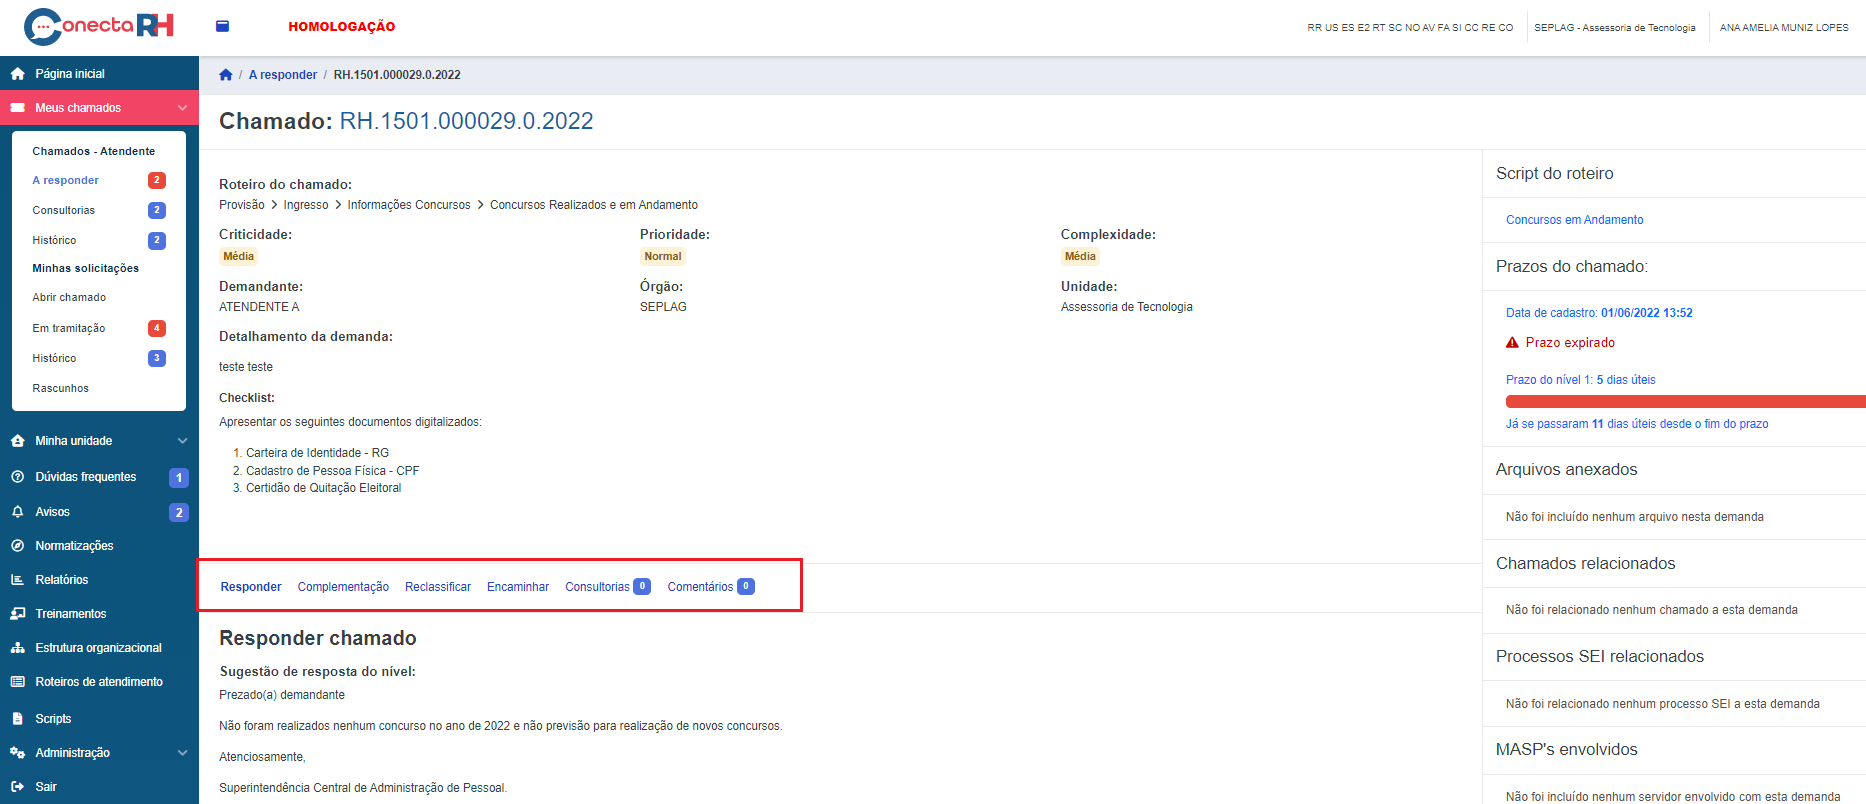 Conecta RH
HOMOLOGAÇÃO
RR US ES E2 RT SC NO AV FA SI CC RE CO
SEPLAG - Assessoria de Tecnologia
ANA AMELIA MUNIZ LOPES
Página inicial
Meus chamados
Chamados - Atendente
A responder 2
Consultorias 2
Histórico 2
Minhas solicitações
Abrir chamado
Em tramitação 4
Histórico 3
Rascunhos
Minha unidade
Dúvidas frequentes 1
Avisos 2
Normatizações
Relatórios
Treinamentos
Estrutura organizacional
Roteiros de atendimento
Scripts
Administração
Sair
/ A responder / RH.1501.000029.0.2022
Chamado: RH.1501.000029.0.2022
Roteiro do chamado:
Provisão > Ingresso > Informações Concursos > Concursos Realizados e em Andamento
Criticidade: Prioridade: Complexidade:
Média Normal Média
Demandante: Órgão: Unidade:
ATENDENTE A SEPLAG Assessoria de Tecnologia
Detalhamento da demanda:
teste teste
Checklist:
Apresentar os seguintes documentos digitalizados:
1. Carteira de Identidade - RG
2. Cadastro de Pessoa Física - CPF
3. Certidão de Quitação Eleitoral
Responder Complementação Reclassificar Encaminhar Consultorias 0 Comentários 0
Responder chamado
Sugestão de resposta do nível:
Prezado(a) demandante
Não foram realizados nenhum concurso no ano de 2022 e não previsão para realização de novos concursos.
Atenciosamente,
Superintendência Central de Administração de Pessoal.
Script do roteiro
Concursos em Andamento
Prazos do chamado:
Data de cadastro: 01/06/2022 13:52
Prazo expirado
Prazo do nível 1: 5 dias úteis
Já se passaram 11 dias úteis desde o fim do prazo
Arquivos anexados
Não foi incluído nenhum arquivo nesta demanda
Chamados relacionados
Não foi relacionado nenhum chamado a esta demanda
Processos SEI relacionados
Não foi relacionado nenhum processo SEI a esta demanda
MASP's envolvidos
Não foi incluído nenhum servidor envolvido com esta demanda